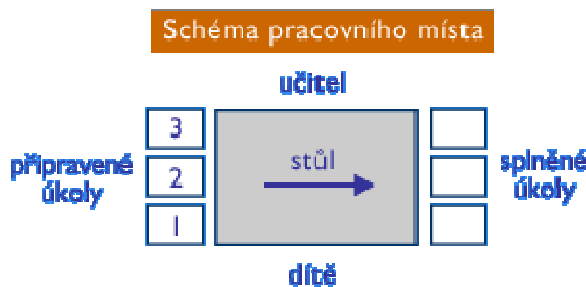 Schéma pracovního místa
učitel
3
2
1
připravené
úkoly
stůl
splněné
úkoly
dítě